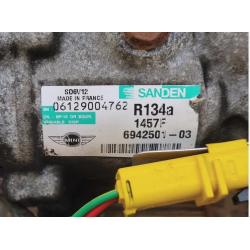 SD6V12
MADE IN FRANCE
SANDEN
06129004762
R134a
1457F
6942501-03
MINI